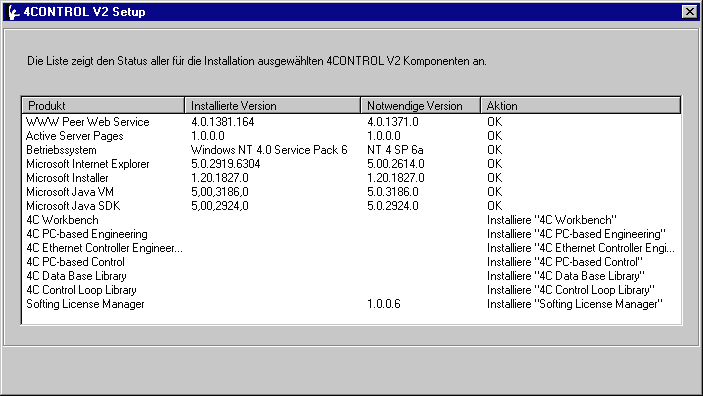 4CONTROL V2 Setup
Die Liste zeigt den Status aller für die Installation ausgewählten 4CONTROL V2 Komponenten an.
Produkt Installierte Version Notwendige Version Aktion
WWW Peer Web Service 4.0.1381.164 4.0.1371.0 OK
Active Server Pages 1.0.0.0 1.0.0.0 OK
Betriebssystem Windows NT 4.0 Service Pack 6 NT 4 SP 6a OK
Microsoft Internet Explorer 5.0.2919.6304 5.00.2614.0 OK
Microsoft Installer 1.20.1827.0 1.20.1827.0 OK
Microsoft Java VM 5,00,3186,0 5.0.3186.0 OK
Microsoft Java SDK 5,00,2924,0 5.0.2924.0 OK
4C Workbench Installiere "4C Workbench"
4C PC-based Engineering Installiere "4C PC-based Engineering"
4C Ethernet Controller Engineer... Installiere "4C Ethernet Controller Engi...
4C PC-based Control Installiere "4C PC-based Control"
4C Data Base Library Installiere "4C Data Base Library"
4C Control Loop Library Installiere "4C Control Loop Library"
Softing License Manager 1.0.0.6 Installiere "Softing License Manager"